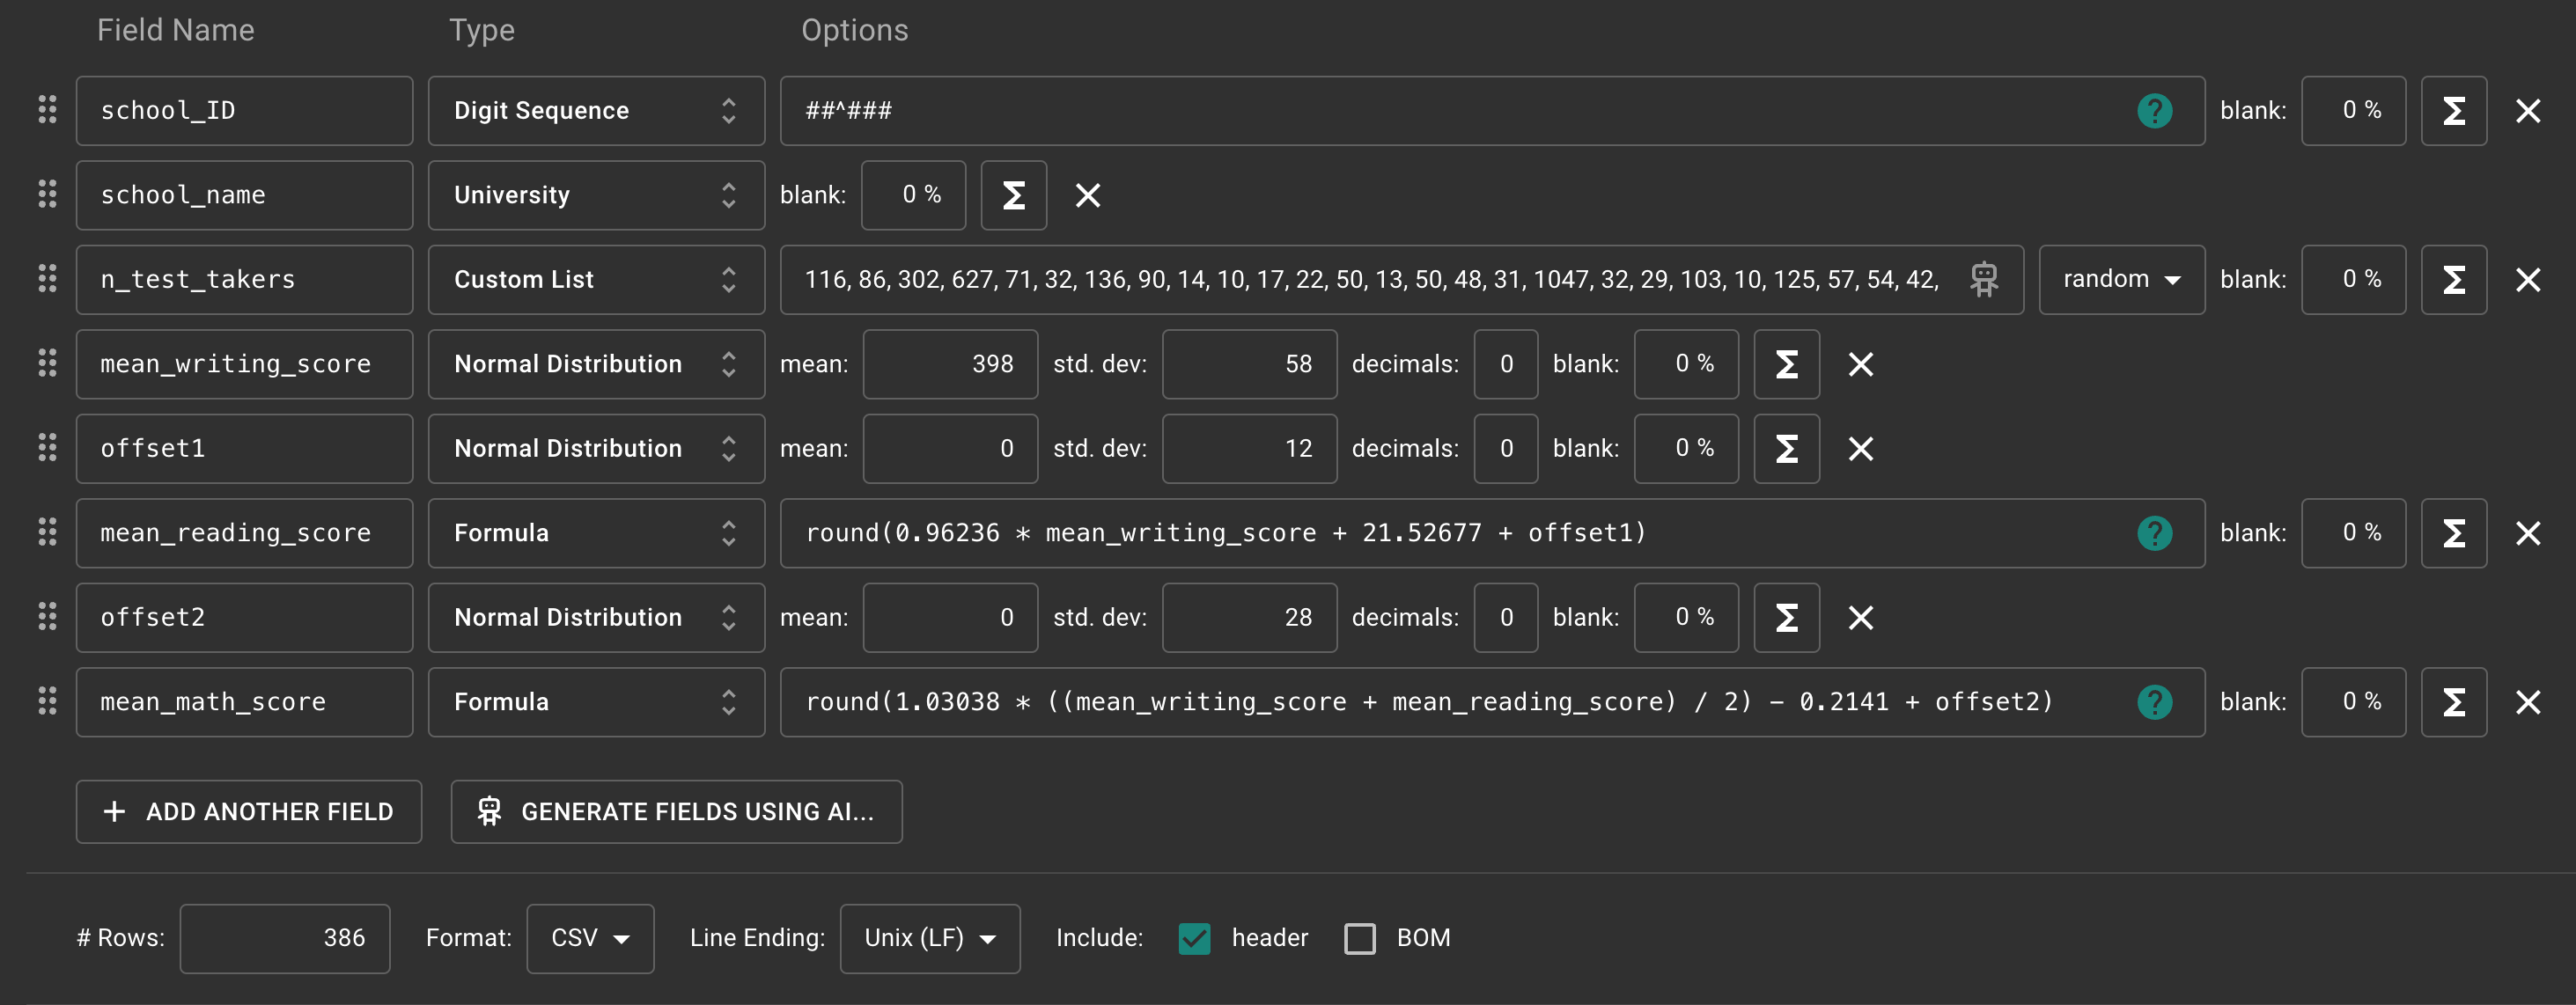 Field Name Type Options
school_ID Digit Sequence ##^### ? blank: 0 % Σ
school_name University blank: 0 % Σ
n_test_takers Custom List 116, 86, 302, 627, 71, 32, 136, 90, 14, 10, 17, 22, 50, 13, 50, 48, 31, 1047, 32, 29, 103, 10, 125, 57, 54, 42, random blank: 0 % Σ
mean_writing_score Normal Distribution mean: 398 std. dev: 58 decimals: 0 blank: 0 % Σ
offset1 Normal Distribution mean: 0 std. dev: 12 decimals: 0 blank: 0 % Σ
mean_reading_score Formula round(0.96236 * mean_writing_score + 21.52677 + offset1) ? blank: 0 % Σ
offset2 Normal Distribution mean: 0 std. dev: 28 decimals: 0 blank: 0 % Σ
mean_math_score Formula round(1.03038 * ((mean_writing_score + mean_reading_score) / 2) - 0.2141 + offset2) ? blank: 0 % Σ
+ ADD ANOTHER FIELD GENERATE FIELDS USING AI...
# Rows: 386 Format: CSV Line Ending: Unix (LF) Include: header BOM